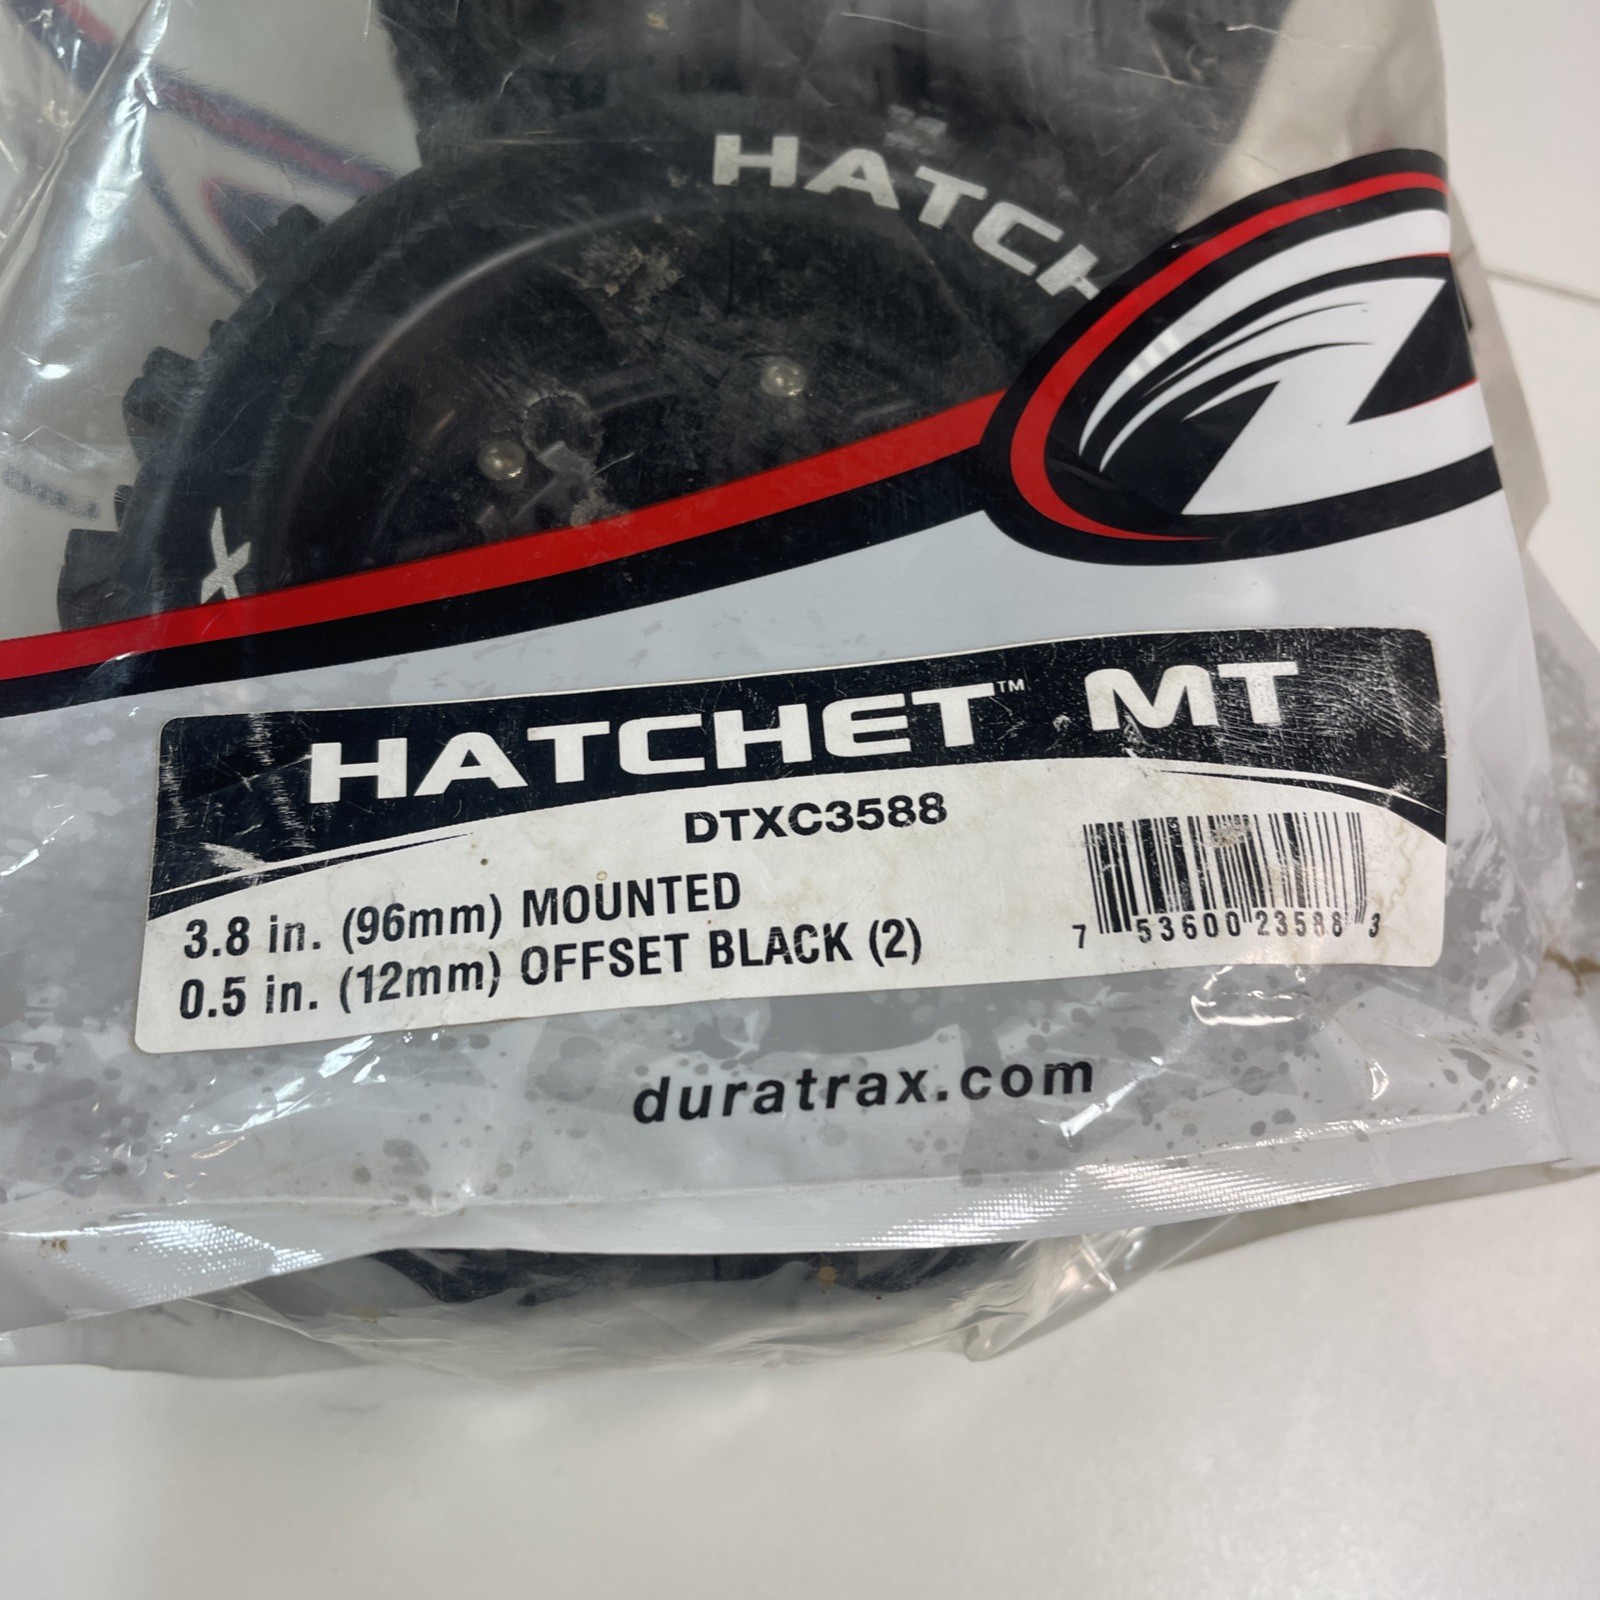 HATCH
X
HATCHET™ MT
DTXC3588
3.8 in. (96mm) MOUNTED
0.5 in. (12mm) OFFSET BLACK (2)
7 53600 23588 3
duratrax.com